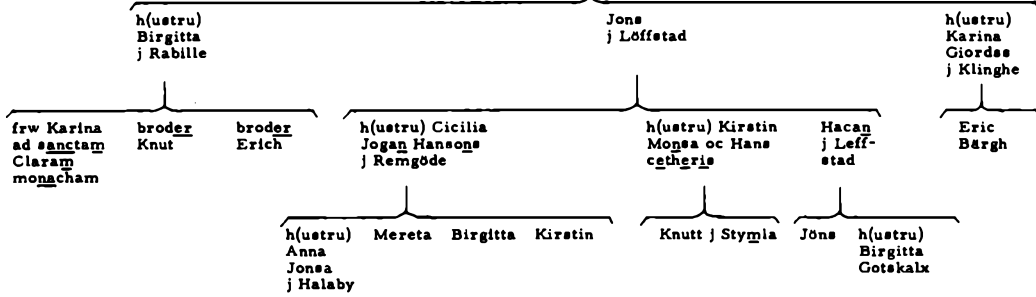 h(ustru)
Birgitta
j Rabille
Jons
j Löffstad
h(ustru)
Karina
Giordss
j Klinghe
frw Karina
ad sanctam
Claram
monacham
broder
Knut
broder
Erich
h(ustru) Cicilia
Jogan Hansons
j Remgöde
h(ustru) Kirstin
Monsa oc Hans
cetheris
Hacan
j Leff-
stad
Eric
Bärgh
h(ustru)
Anna
Jonsa
j Halaby
Mereta
Birgitta
Kirstin
Knutt j Stymla
Jöns
h(ustru)
Birgitta
Gotskalx